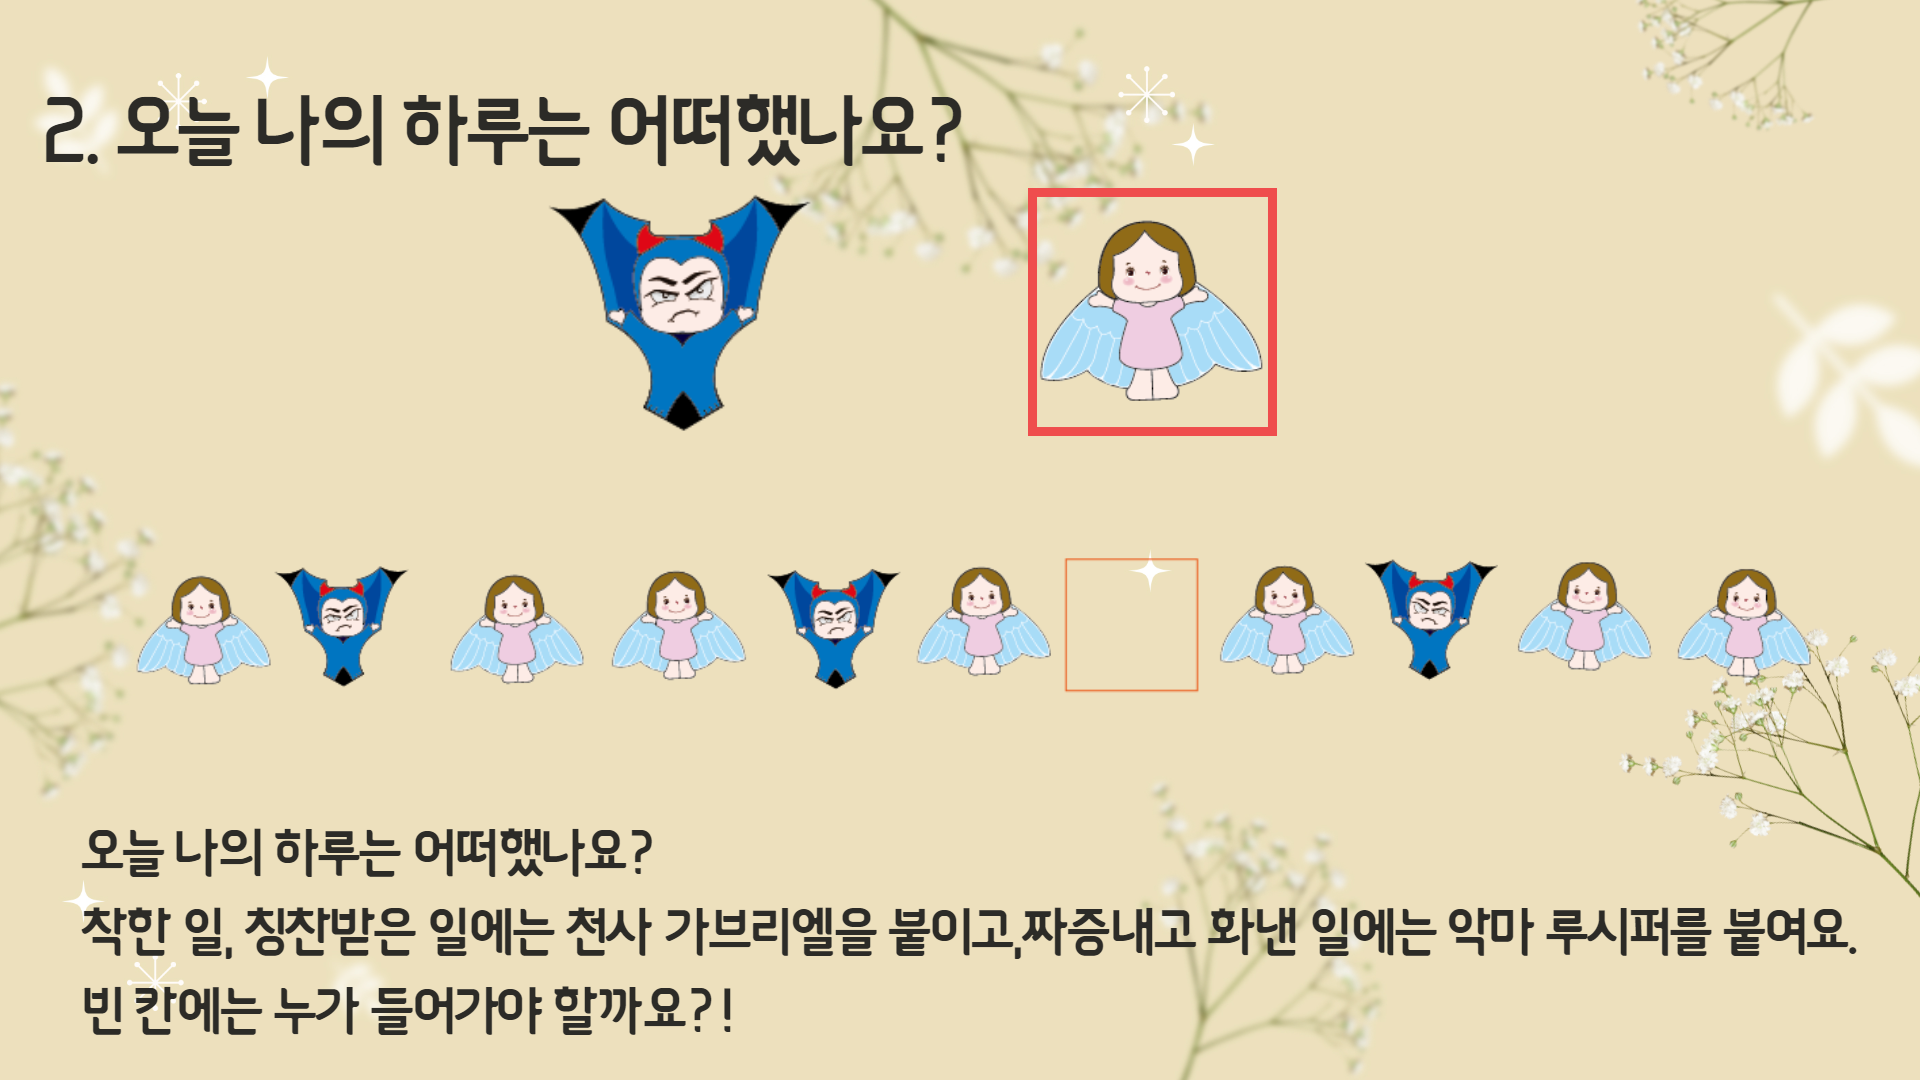 2. 오늘 나의 하루는 어떠했나요?
오늘 나의 하루는 어떠했나요?
착한 일, 칭찬받은 일에는 천사 가브리엘을 붙이고,짜증내고 화낸 일에는 악마 루시퍼를 붙여요.
빈 칸에는 누가 들어가야 할까요?!